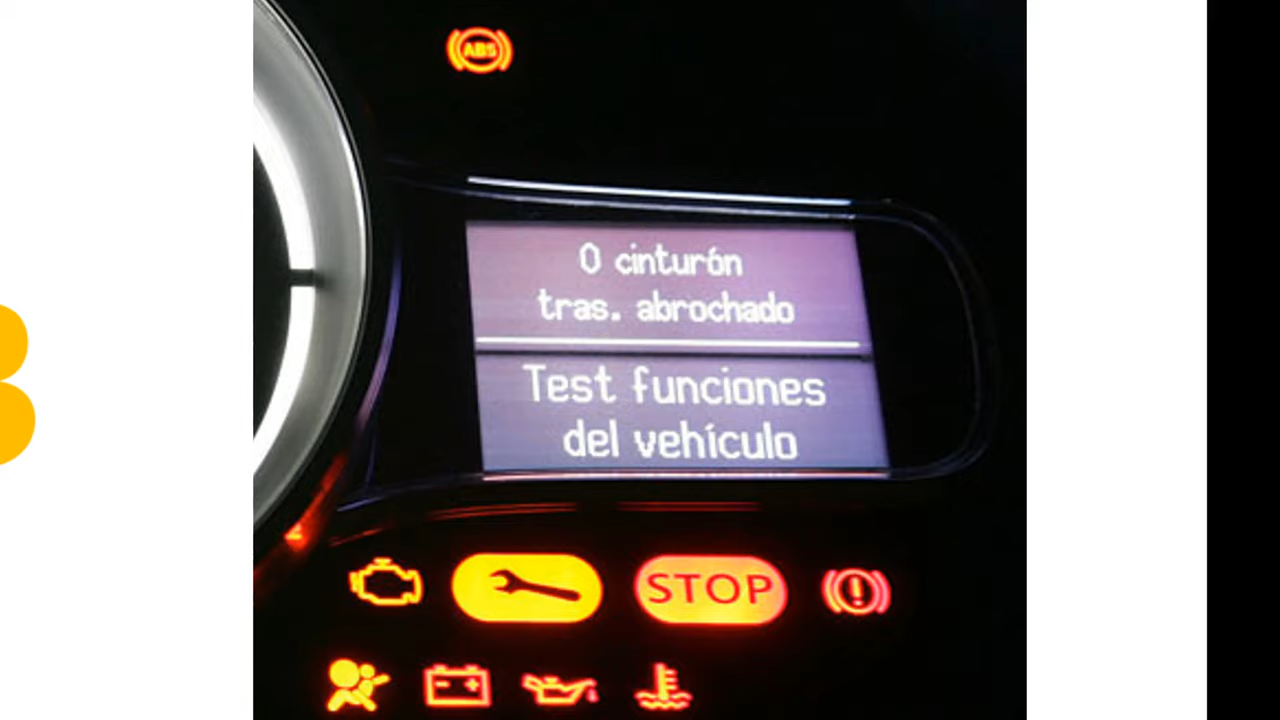 ABS
0 cinturón
tras. abrochado
Test funciones
del vehículo
STOP